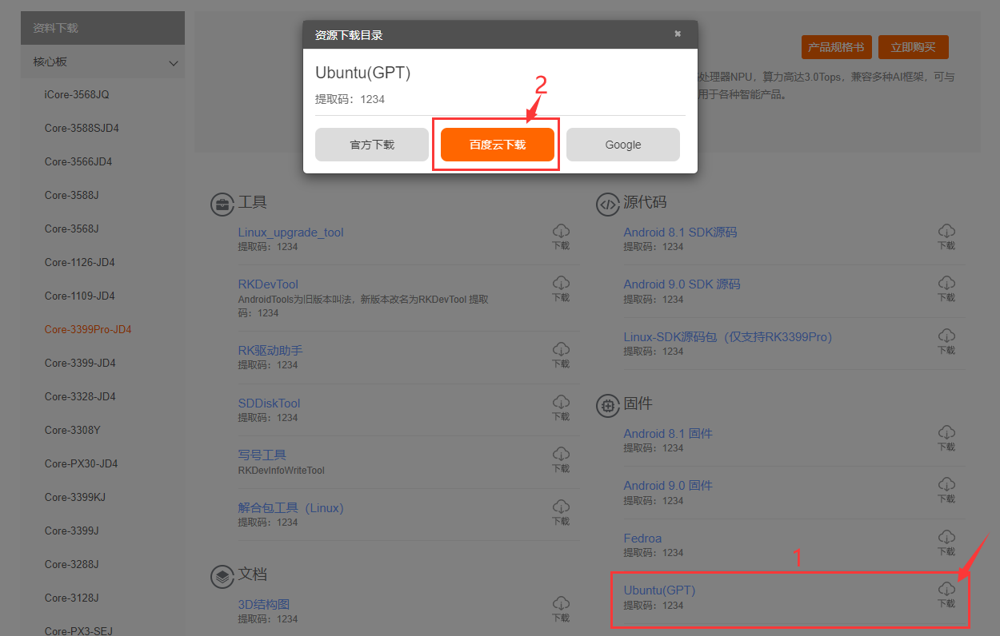 资料下载
核心板
iCore-3568JQ
Core-3588SJD4
Core-3566JD4
Core-3588J
Core-3568J
Core-1126-JD4
Core-1109-JD4
Core-3399Pro-JD4
Core-3399-JD4
Core-3328-JD4
Core-3308Y
Core-PX30-JD4
Core-3399KJ
Core-3399J
Core-3288J
Core-3128J
Core-PX3-SEJ
产品规格书
立即购买
处理器NPU，算力高达3.0Tops，兼容多种AI框架，可与
用于各种智能产品。
资源下载目录
×
Ubuntu(GPT)
提取码：1234
2
官方下载
百度云下载
Google
工具
Linux_upgrade_tool
提取码：1234
下载
RKDevTool
AndroidTools为旧版本叫法，新版本改名为RKDevTool 提取
码：1234
下载
RK驱动助手
提取码：1234
下载
SDDiskTool
提取码：1234
下载
写号工具
RKDevInfoWriteTool
下载
解合包工具（Linux）
提取码：1234
下载
文档
3D结构图
提取码：1234
下载
源代码
Android 8.1 SDK源码
提取码：1234
下载
Android 9.0 SDK 源码
提取码：1234
下载
Linux-SDK源码包（仅支持RK3399Pro）
提取码：1234
下载
固件
Android 8.1 固件
提取码：1234
下载
Android 9.0 固件
提取码：1234
下载
Fedroa
提取码：1234
下载
1
Ubuntu(GPT)
提取码：1234
下载